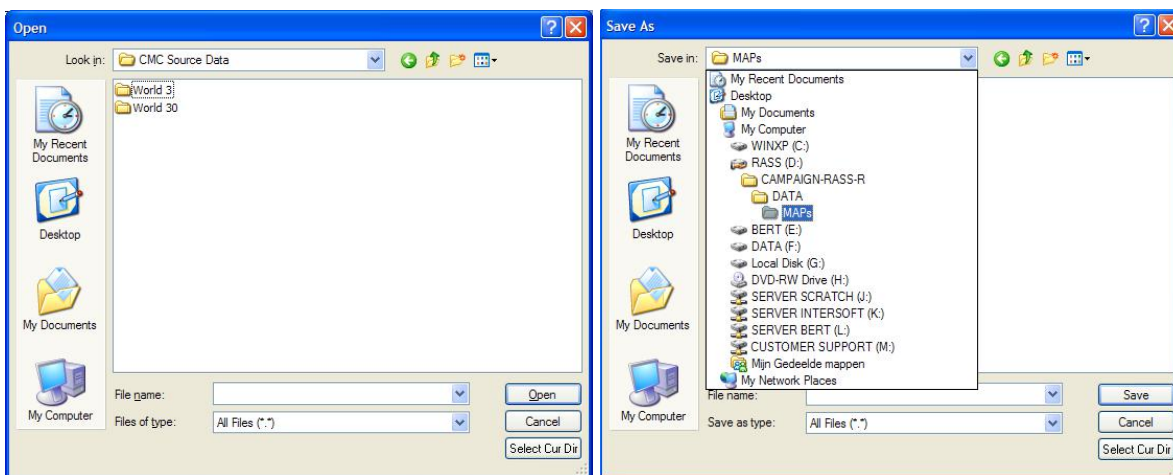 Open
Look in: CMC Source Data
World 3
World 30
My Recent
Documents
Desktop
My Documents
My Computer
File name:
Open
Files of type: All Files (*.*)
Cancel
Select Cur Dir
Save As
Save in: MAPs
My Recent Documents
Desktop
My Documents
My Computer
WINXP (C:)
RASS (D:)
CAMPAIGN-RASS-R
DATA
MAPs
BERT (E:)
DATA (F:)
Local Disk (G:)
DVD-RW Drive (H:)
SERVER SCRATCH (J:)
SERVER INTERSOFT (K:)
SERVER BERT (L:)
CUSTOMER SUPPORT (M:)
Mijn Gedeelde mappen
My Network Places
My Recent
Documents
Desktop
My Documents
My Computer
File name:
Save
Save as type: All Files (*.*)
Cancel
Select Cur Dir